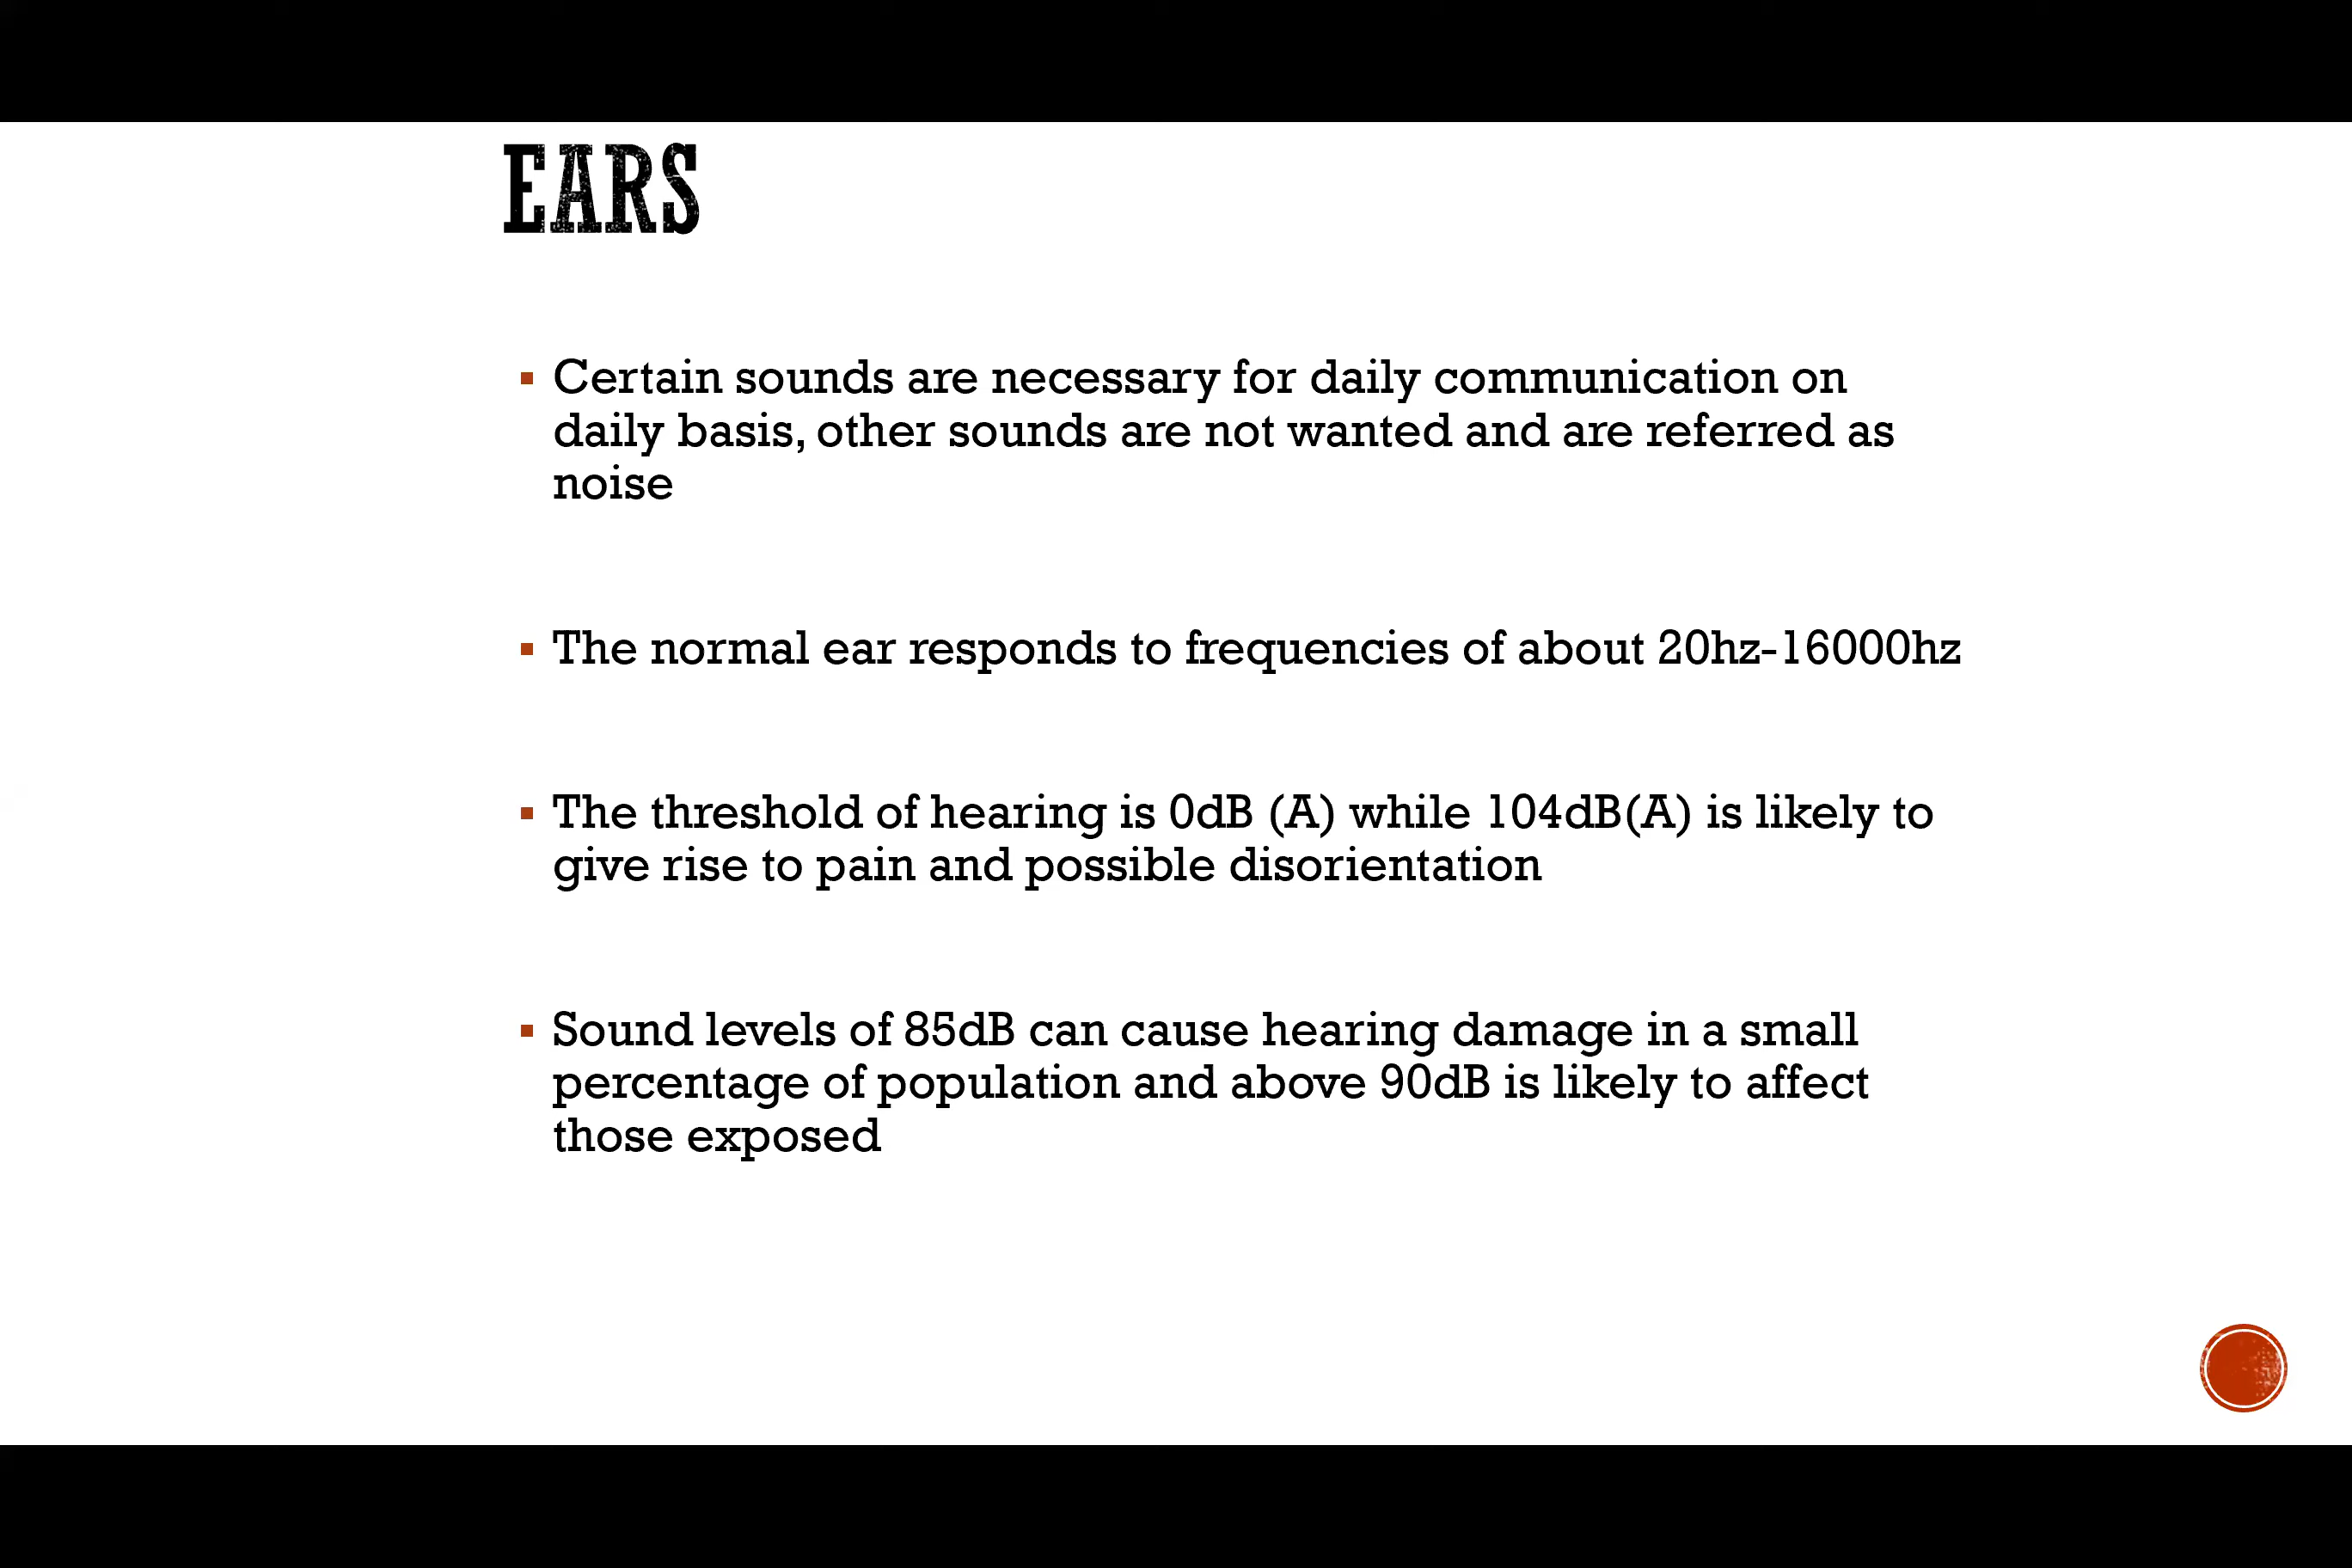 EARS
▪ Certain sounds are necessary for daily communication on
daily basis, other sounds are not wanted and are referred as
noise
▪ The normal ear responds to frequencies of about 20hz-16000hz
▪ The threshold of hearing is 0dB (A) while 104dB(A) is likely to
give rise to pain and possible disorientation
▪ Sound levels of 85dB can cause hearing damage in a small
percentage of population and above 90dB is likely to affect
those exposed